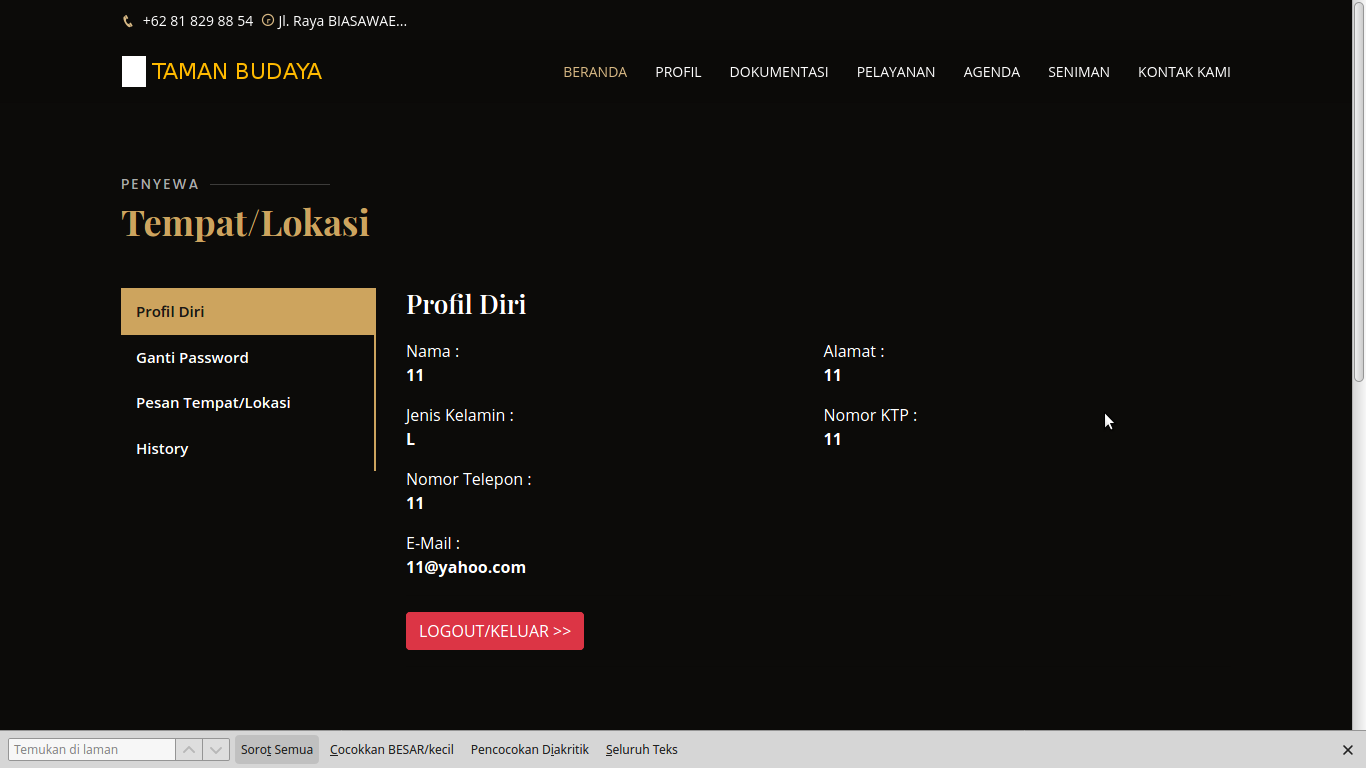 +62 81 829 88 54 Jl. Raya BIASAWAE...
TAMAN BUDAYA
BERANDA PROFIL DOKUMENTASI PELAYANAN AGENDA SENIMAN KONTAK KAMI
PENYEWA
Tempat/Lokasi
Profil Diri
Ganti Password
Pesan Tempat/Lokasi
History
Profil Diri
Nama :
11
Jenis Kelamin :
L
Nomor Telepon :
11
E-Mail :
11@yahoo.com
Alamat :
11
Nomor KTP :
11
LOGOUT/KELUAR >>
Temukan di laman Sorot Semua Cocokkan BESAR/kecil Pencocokan Diakritik Seluruh Teks